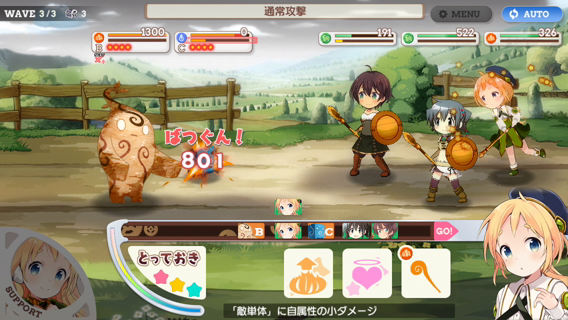 WAVE 3/3 3
通常攻撃
MENU
AUTO
B 1300
C 0
191
522
326
ばつぐん!
801
B C GO!
とっておき
SUPPORT
「敵単体」に自属性の小ダメージ